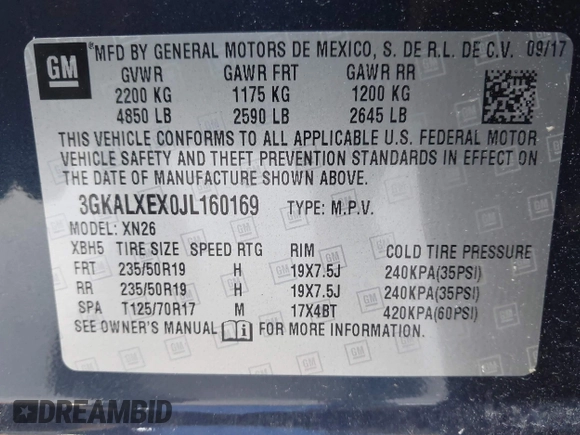 GM
MFD BY GENERAL MOTORS DE MEXICO, S. DE R.L. DE C.V. 09/17
GVWR GAWR FRT GAWR RR
2200 KG 1175 KG 1200 KG
4850 LB 2590 LB 2645 LB
THIS VEHICLE CONFORMS TO ALL APPLICABLE U.S. FEDERAL MOTOR
VEHICLE SAFETY AND THEFT PREVENTION STANDARDS IN EFFECT ON
THE DATE OF MANUFACTURE SHOWN ABOVE.
3GKALXEX0JL160169 TYPE: M.P.V.
MODEL: XN26
XBH5 TIRE SIZE SPEED RTG RIM COLD TIRE PRESSURE
FRT 235/50R19 H 19X7.5J 240KPA(35PSI)
RR 235/50R19 H 19X7.5J 240KPA(35PSI)
SPA T125/70R17 M 17X4BT 420KPA(60PSI)
SEE OWNER'S MANUAL i FOR MORE INFORMATION.
DREAMBID